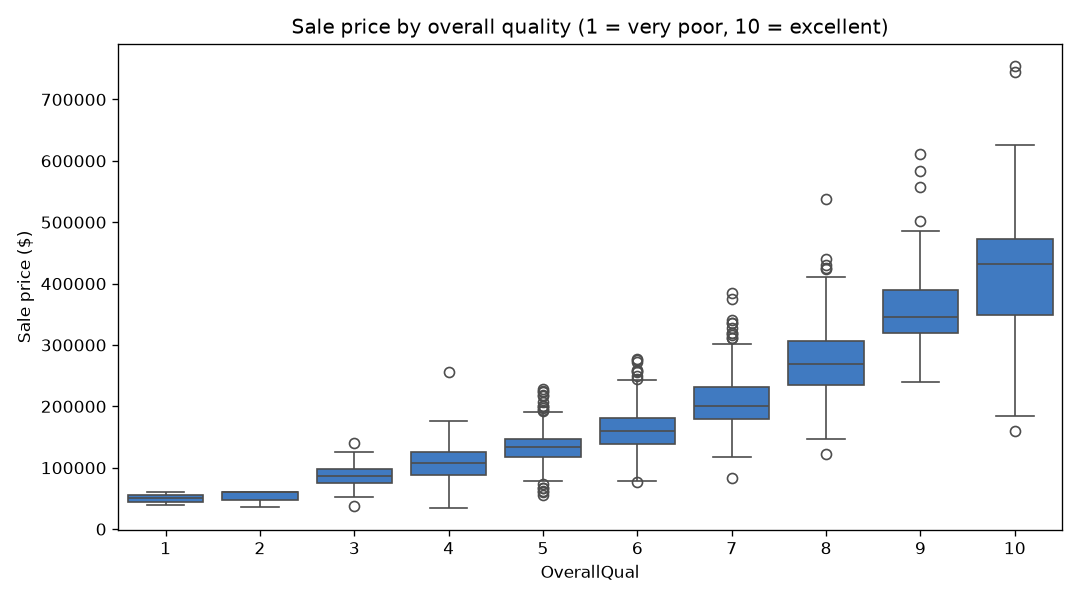 Sale price by overall quality (1 = very poor, 10 = excellent)
Sale price ($)
700000
600000
500000
400000
300000
200000
100000
0
1 2 3 4 5 6 7 8 9 10
OverallQual